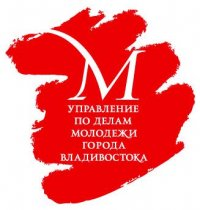 М
УПРАВЛЕНИЕ
ПО ДЕЛАМ
МОЛОДЕЖИ
ГОРОДА
ВЛАДИВОСТОКА